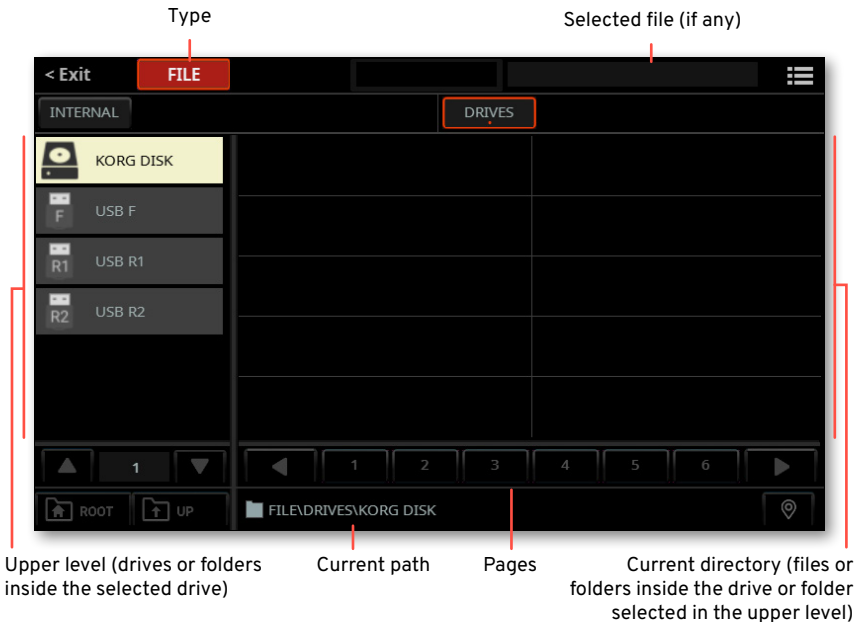 Type
Selected file (if any)
< Exit
FILE
INTERNAL
DRIVES
KORG DISK
F
USB F
R1
USB R1
R2
USB R2
1
1
2
3
4
5
6
ROOT
UP
FILE\DRIVES\KORG DISK
Upper level (drives or folders
inside the selected drive)
Current path
Pages
Current directory (files or
folders inside the drive or folder
selected in the upper level)